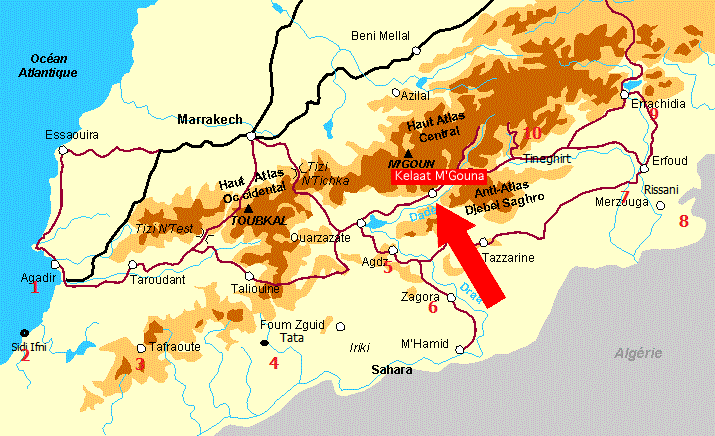 Océan
Atlantique
Beni Mellal
Azilal
Errachidia
9
Marrakech
Haut Atlas
Central
Essaouira
10
M'GOUN
Tineghirt
Erfoud
Tizi
N'Tichka
Kelaat M'Gouna
Haut Atlas
Occidental
Anti-Atlas
Djebel Saghro
Rissani
7
Merzouga
TOUBKAL
Dadès
8
Tizi N'Test
Ouarzazate
Agadir
1
Taroudant
Agdz
5
Tazzarine
Taliouine
Zagora
6
Draa
Foum Zguid
Tata
Sidi Ifni
2
Tafraoute
3
4
Iriki
M'Hamid
Algérie
Sahara